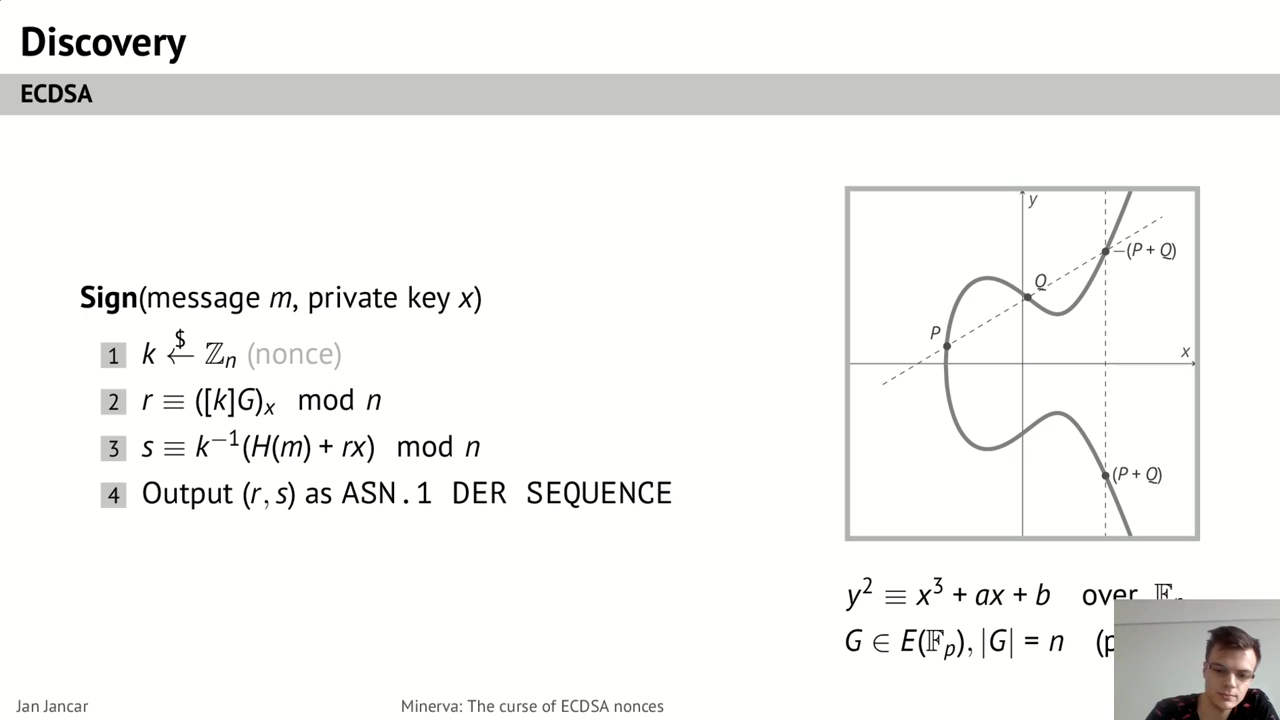 Discovery
ECDSA
Sign(message m, private key x)
1 k ←$ ℤₙ (nonce)
2 r ≡ ([k]G)ₓ mod n
3 s ≡ k⁻¹(H(m) + rx) mod n
4 Output (r, s) as ASN.1 DER SEQUENCE
y
−(P + Q)
Q
P
x
(P + Q)
y² ≡ x³ + ax + b over 𝔽ₚ
G ∈ E(𝔽ₚ), |G| = n
Jan Jancar
Minerva: The curse of ECDSA nonces